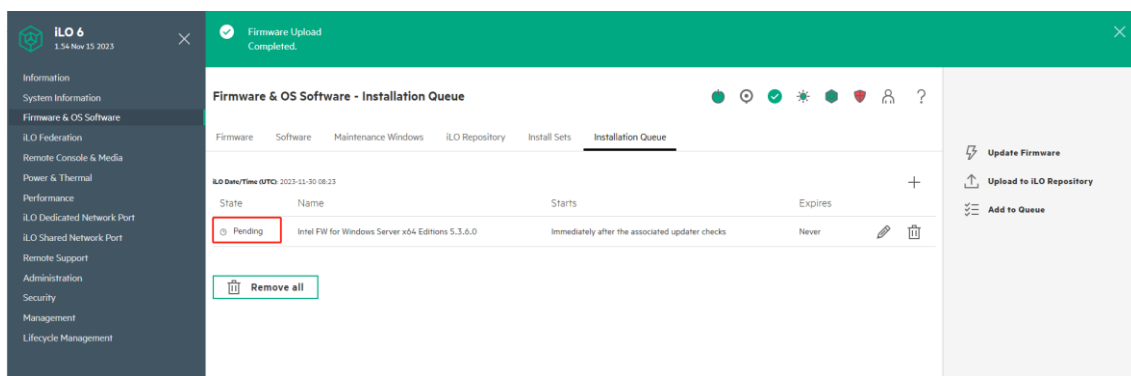 iLO 6
1.54 Nov 15 2023
Firmware Upload
Completed.
Information
System Information
Firmware & OS Software
iLO Federation
Remote Console & Media
Power & Thermal
Performance
iLO Dedicated Network Port
iLO Shared Network Port
Remote Support
Administration
Security
Management
Lifecycle Management
Firmware & OS Software - Installation Queue
Firmware Software Maintenance Windows iLO Repository Install Sets Installation Queue
iLO Date/Time (UTC): 2023-11-30 08:23
State Name Starts Expires
Pending Intel FW for Windows Server x64 Editions 5.3.6.0 Immediately after the associated updater checks Never
Remove all
Update Firmware
Upload to iLO Repository
Add to Queue